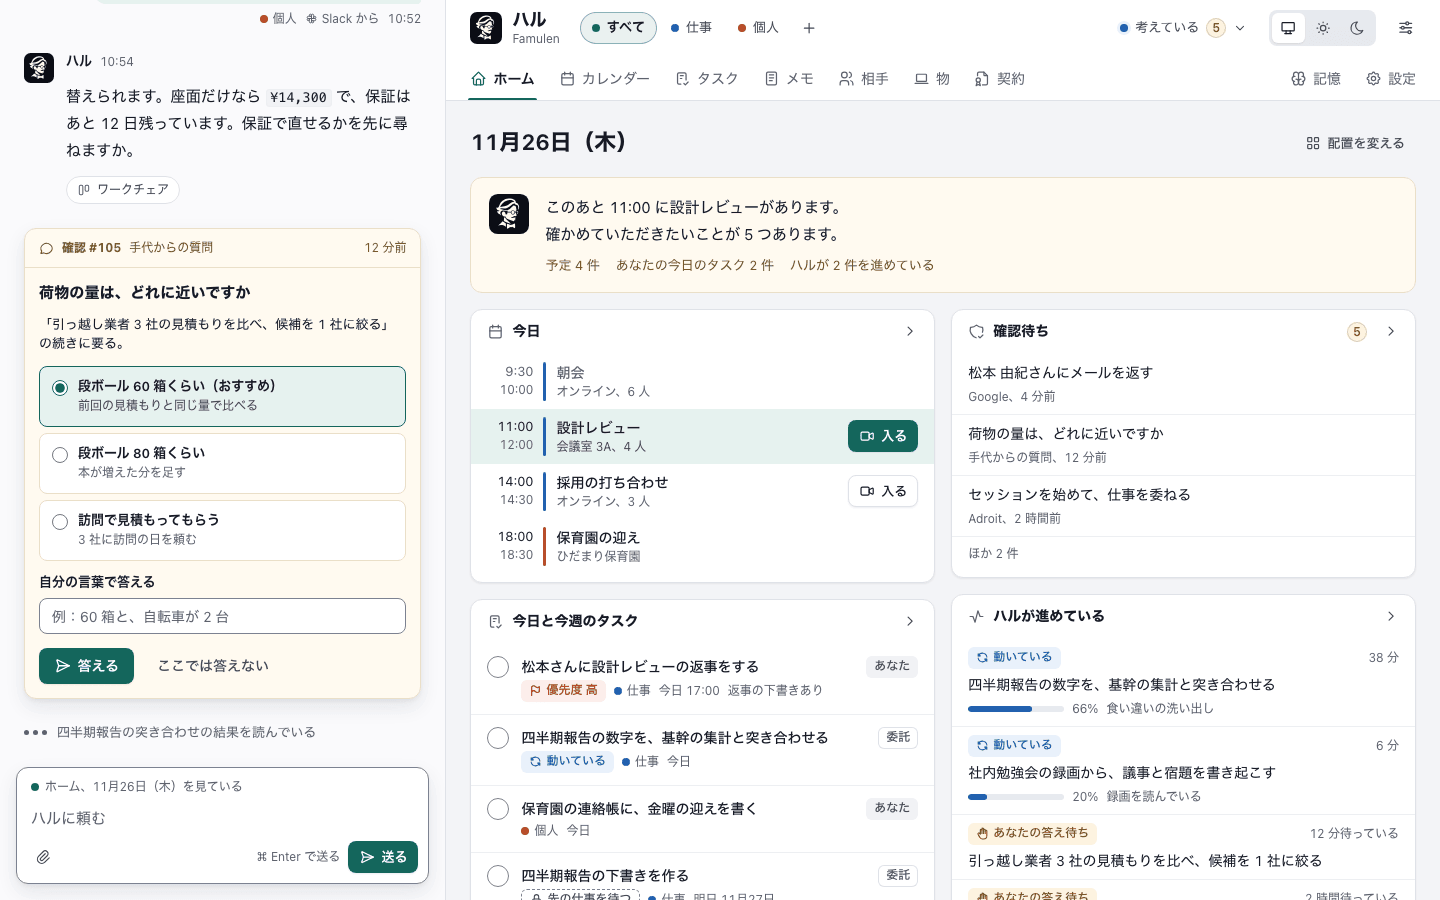 個人 Slack から 10:52
ハル 10:54
替えられます。座面だけなら ¥14,300 で、保証は
あと 12 日残っています。保証で直せるかを先に尋
ねますか。
ワークチェア
確認 #105 手代からの質問 12 分前
荷物の量は、どれに近いですか
「引っ越し業者 3 社の見積もりを比べ、候補を 1 社に絞る」
の続きに要る。
段ボール 60 箱くらい（おすすめ）
前回の見積もりと同じ量で比べる
段ボール 80 箱くらい
本が増えた分を足す
訪問で見積もってもらう
3 社に訪問の日を頼む
自分の言葉で答える
例：60 箱と、自転車が 2 台
答える ここでは答えない
四半期報告の突き合わせの結果を読んでいる
ホーム、11月26日（木）を見ている
ハルに頼む
⌘ Enter で送る 送る
ハル
Famulen
すべて 仕事 個人
考えている 5
ホーム カレンダー タスク メモ 相手 物 契約 記憶 設定
11月26日（木）
配置を変える
このあと 11:00 に設計レビューがあります。
確かめていただきたいことが 5 つあります。
予定 4 件 あなたの今日のタスク 2 件 ハルが 2 件を進めている
今日
9:30 朝会
10:00 オンライン、6 人
11:00 設計レビュー
12:00 会議室 3A、4 人
入る
14:00 採用の打ち合わせ
14:30 オンライン、3 人
入る
18:00 保育園の迎え
18:30 ひだまり保育園
今日と今週のタスク
松本さんに設計レビューの返事をする あなた
優先度 高 仕事 今日 17:00 返事の下書きあり
四半期報告の数字を、基幹の集計と突き合わせる 委託
動いている 仕事 今日
保育園の連絡帳に、金曜の迎えを書く あなた
個人 今日
四半期報告の下書きを作る 委託
先の仕事を待つ 仕事 明日 11月27日
確認待ち 5
松本 由紀さんにメールを返す
Google、4 分前
荷物の量は、どれに近いですか
手代からの質問、12 分前
セッションを始めて、仕事を委ねる
Adroit、2 時間前
ほか 2 件
ハルが進めている
動いている 38 分
四半期報告の数字を、基幹の集計と突き合わせる
66% 食い違いの洗い出し
動いている 6 分
社内勉強会の録画から、議事と宿題を書き起こす
20% 録画を読んでいる
あなたの答え待ち 12 分待っている
引っ越し業者 3 社の見積もりを比べ、候補を 1 社に絞る
あなたの答え待ち 2 時間待っている